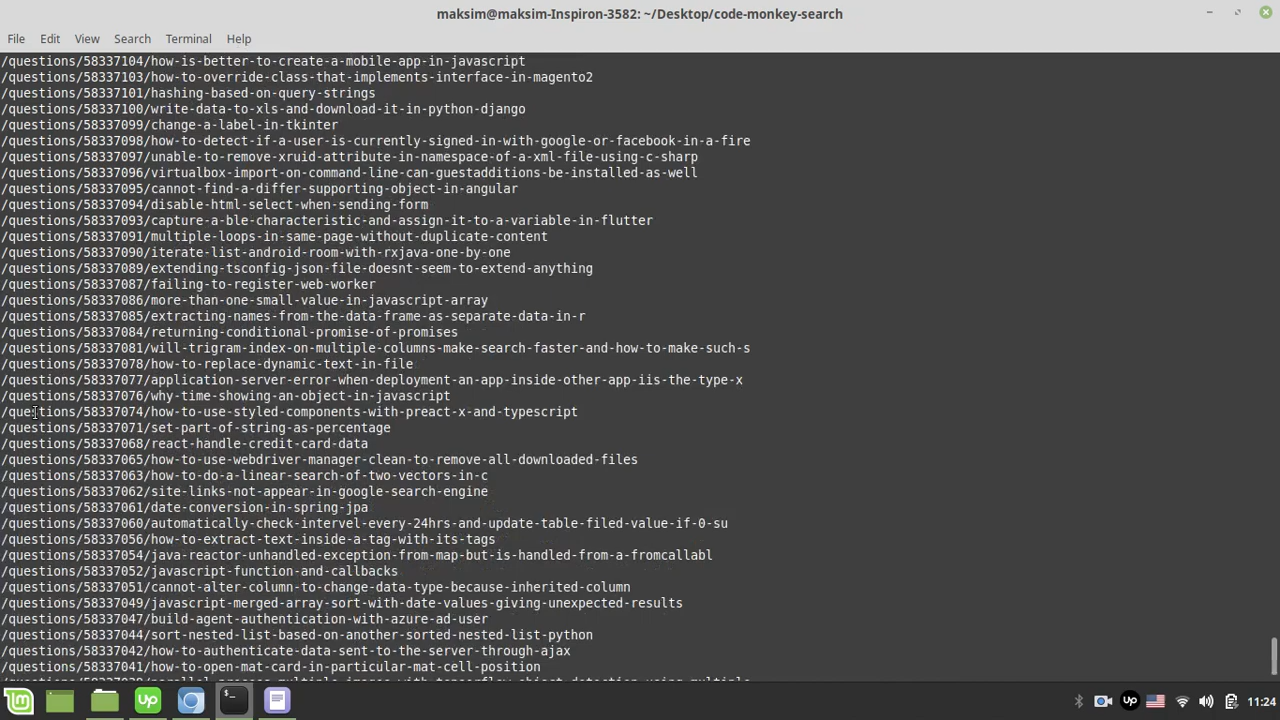 maksim@maksim-Inspiron-3582: ~/Desktop/code-monkey-search
File Edit View Search Terminal Help
/questions/58337104/how-is-better-to-create-a-mobile-app-in-javascript
/questions/58337103/how-to-override-class-that-implements-interface-in-magento2
/questions/58337101/hashing-based-on-query-strings
/questions/58337100/write-data-to-xls-and-download-it-in-python-django
/questions/58337099/change-a-label-in-tkinter
/questions/58337098/how-to-detect-if-a-user-is-currently-signed-in-with-google-or-facebook-in-a-fire
/questions/58337097/unable-to-remove-xruid-attribute-in-namespace-of-a-xml-file-using-c-sharp
/questions/58337096/virtualbox-import-on-command-line-can-guestadditions-be-installed-as-well
/questions/58337095/cannot-find-a-differ-supporting-object-in-angular
/questions/58337094/disable-html-select-when-sending-form
/questions/58337093/capture-a-ble-characteristic-and-assign-it-to-a-variable-in-flutter
/questions/58337091/multiple-loops-in-same-page-without-duplicate-content
/questions/58337090/iterate-list-android-room-with-rxjava-one-by-one
/questions/58337089/extending-tsconfig-json-file-doesnt-seem-to-extend-anything
/questions/58337087/failing-to-register-web-worker
/questions/58337086/more-than-one-small-value-in-javascript-array
/questions/58337085/extracting-names-from-the-data-frame-as-separate-data-in-r
/questions/58337084/returning-conditional-promise-of-promises
/questions/58337081/will-trigram-index-on-multiple-columns-make-search-faster-and-how-to-make-such-s
/questions/58337078/how-to-replace-dynamic-text-in-file
/questions/58337077/application-server-error-when-deployment-an-app-inside-other-app-iis-the-type-x
/questions/58337076/why-time-showing-an-object-in-javascript
/questions/58337074/how-to-use-styled-components-with-preact-x-and-typescript
/questions/58337071/set-part-of-string-as-percentage
/questions/58337068/react-handle-credit-card-data
/questions/58337065/how-to-use-webdriver-manager-clean-to-remove-all-downloaded-files
/questions/58337063/how-to-do-a-linear-search-of-two-vectors-in-c
/questions/58337062/site-links-not-appear-in-google-search-engine
/questions/58337061/date-conversion-in-spring-jpa
/questions/58337060/automatically-check-intervel-every-24hrs-and-update-table-filed-value-if-0-su
/questions/58337056/how-to-extract-text-inside-a-tag-with-its-tags
/questions/58337054/java-reactor-unhandled-exception-from-map-but-is-handled-from-a-fromcallabl
/questions/58337052/javascript-function-and-callbacks
/questions/58337051/cannot-alter-column-to-change-data-type-because-inherited-column
/questions/58337049/javascript-merged-array-sort-with-date-values-giving-unexpected-results
/questions/58337047/build-agent-authentication-with-azure-ad-user
/questions/58337044/sort-nested-list-based-on-another-sorted-nested-list-python
/questions/58337042/how-to-authenticate-data-sent-to-the-server-through-ajax
/questions/58337041/how-to-open-mat-card-in-particular-mat-cell-position
up Up 11:24